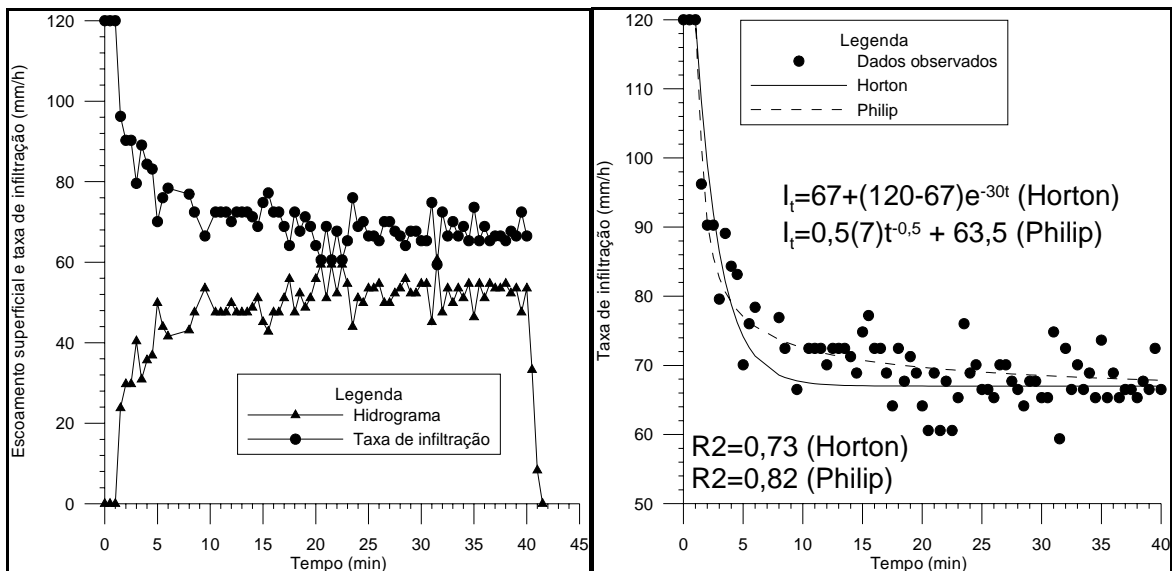 Escoamento superficial e taxa de infiltração (mm/h)
120
100
80
60
40
20
0
Legenda
Hidrograma
Taxa de infiltração
0 5 10 15 20 25 30 35 40 45
Tempo (min)
Taxa de infiltração (mm/h)
120
110
100
90
80
70
60
50
Legenda
Dados observados
Horton
Philip
I_t=67+(120-67)e^-30t (Horton)
I_t=0,5(7)t^-0,5 + 63,5 (Philip)
R2=0,73 (Horton)
R2=0,82 (Philip)
0 5 10 15 20 25 30 35 40
Tempo (min)